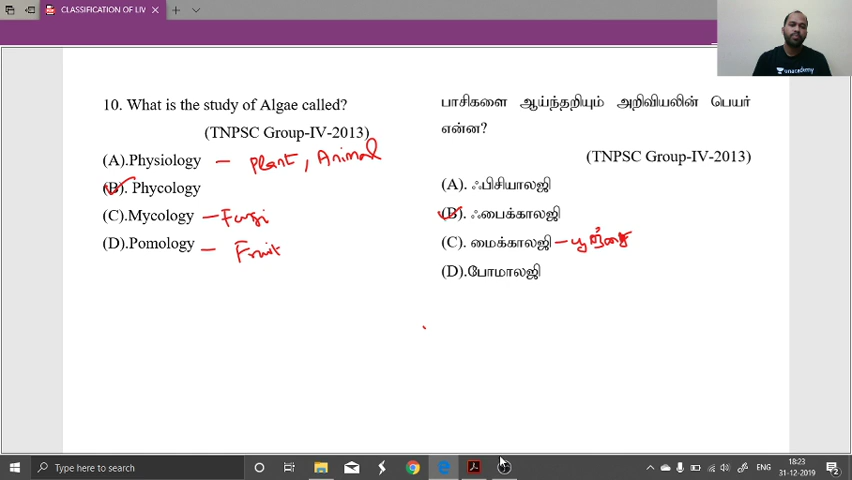 CLASSIFICATION OF LIV
unacademy
10. What is the study of Algae called?
(TNPSC Group-IV-2013)
(A).Physiology – Plant, Animal
(B). Phycology
(C).Mycology – Fungi
(D).Pomology – Fruit
பாசிகளை ஆய்ந்தறியும் அறிவியலின் பெயர்
என்ன?
(TNPSC Group-IV-2013)
(A). ஃபிசியாலஜி
(B). ஃபைக்காலஜி
(C). மைக்காலஜி – பூஞ்சை
(D).போமாலஜி
Type here to search
ENG
18:23
31-12-2019
2